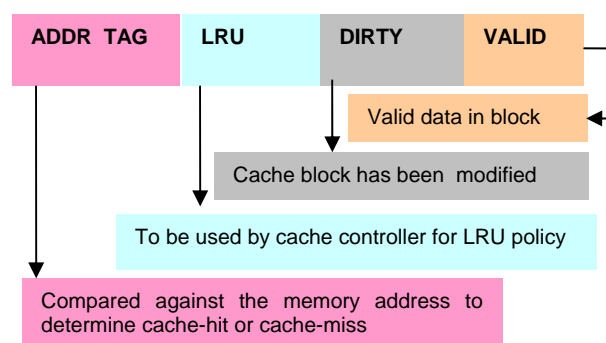 ADDR TAG LRU DIRTY VALID
Valid data in block
Cache block has been modified
To be used by cache controller for LRU policy
Compared against the memory address to
determine cache-hit or cache-miss